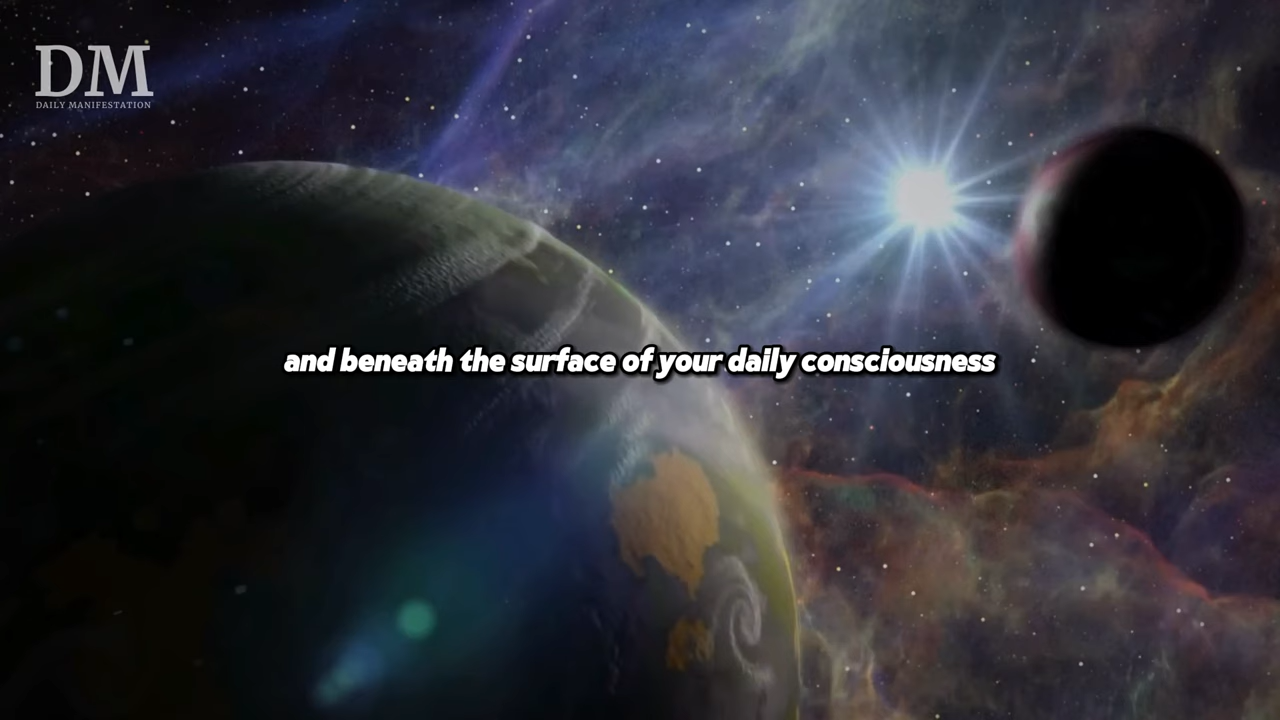 DM
DAILY MANIFESTATION
and beneath the surface of your daily consciousness